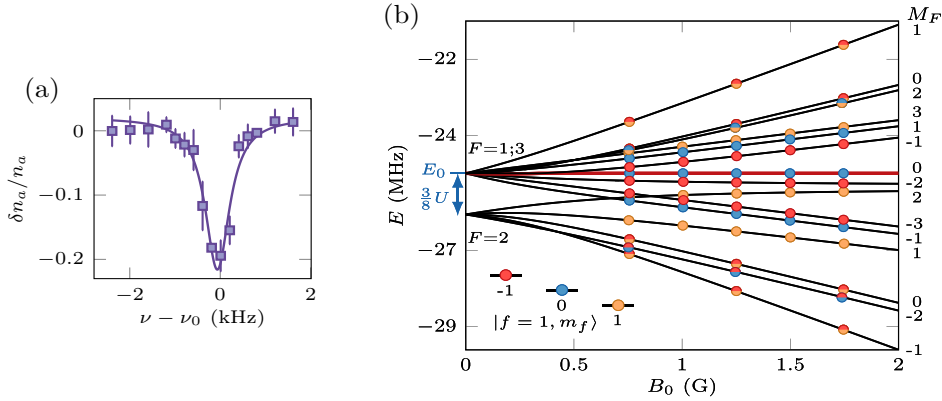 (a)
0
−0.1
−0.2
δm_a/n_a
−2
0
2
ν − ν_0 (kHz)
(b)
M_F
−22
−24
−27
−29
E (MHz)
E_0
3/8 U
F=1;3
F=2
-1
0
1
|f = 1, m_f⟩
0
0.5
1
1.5
2
B_0 (G)
1
0
2
3
1
-1
0
-2
2
-3
-1
1
0
-2
-1